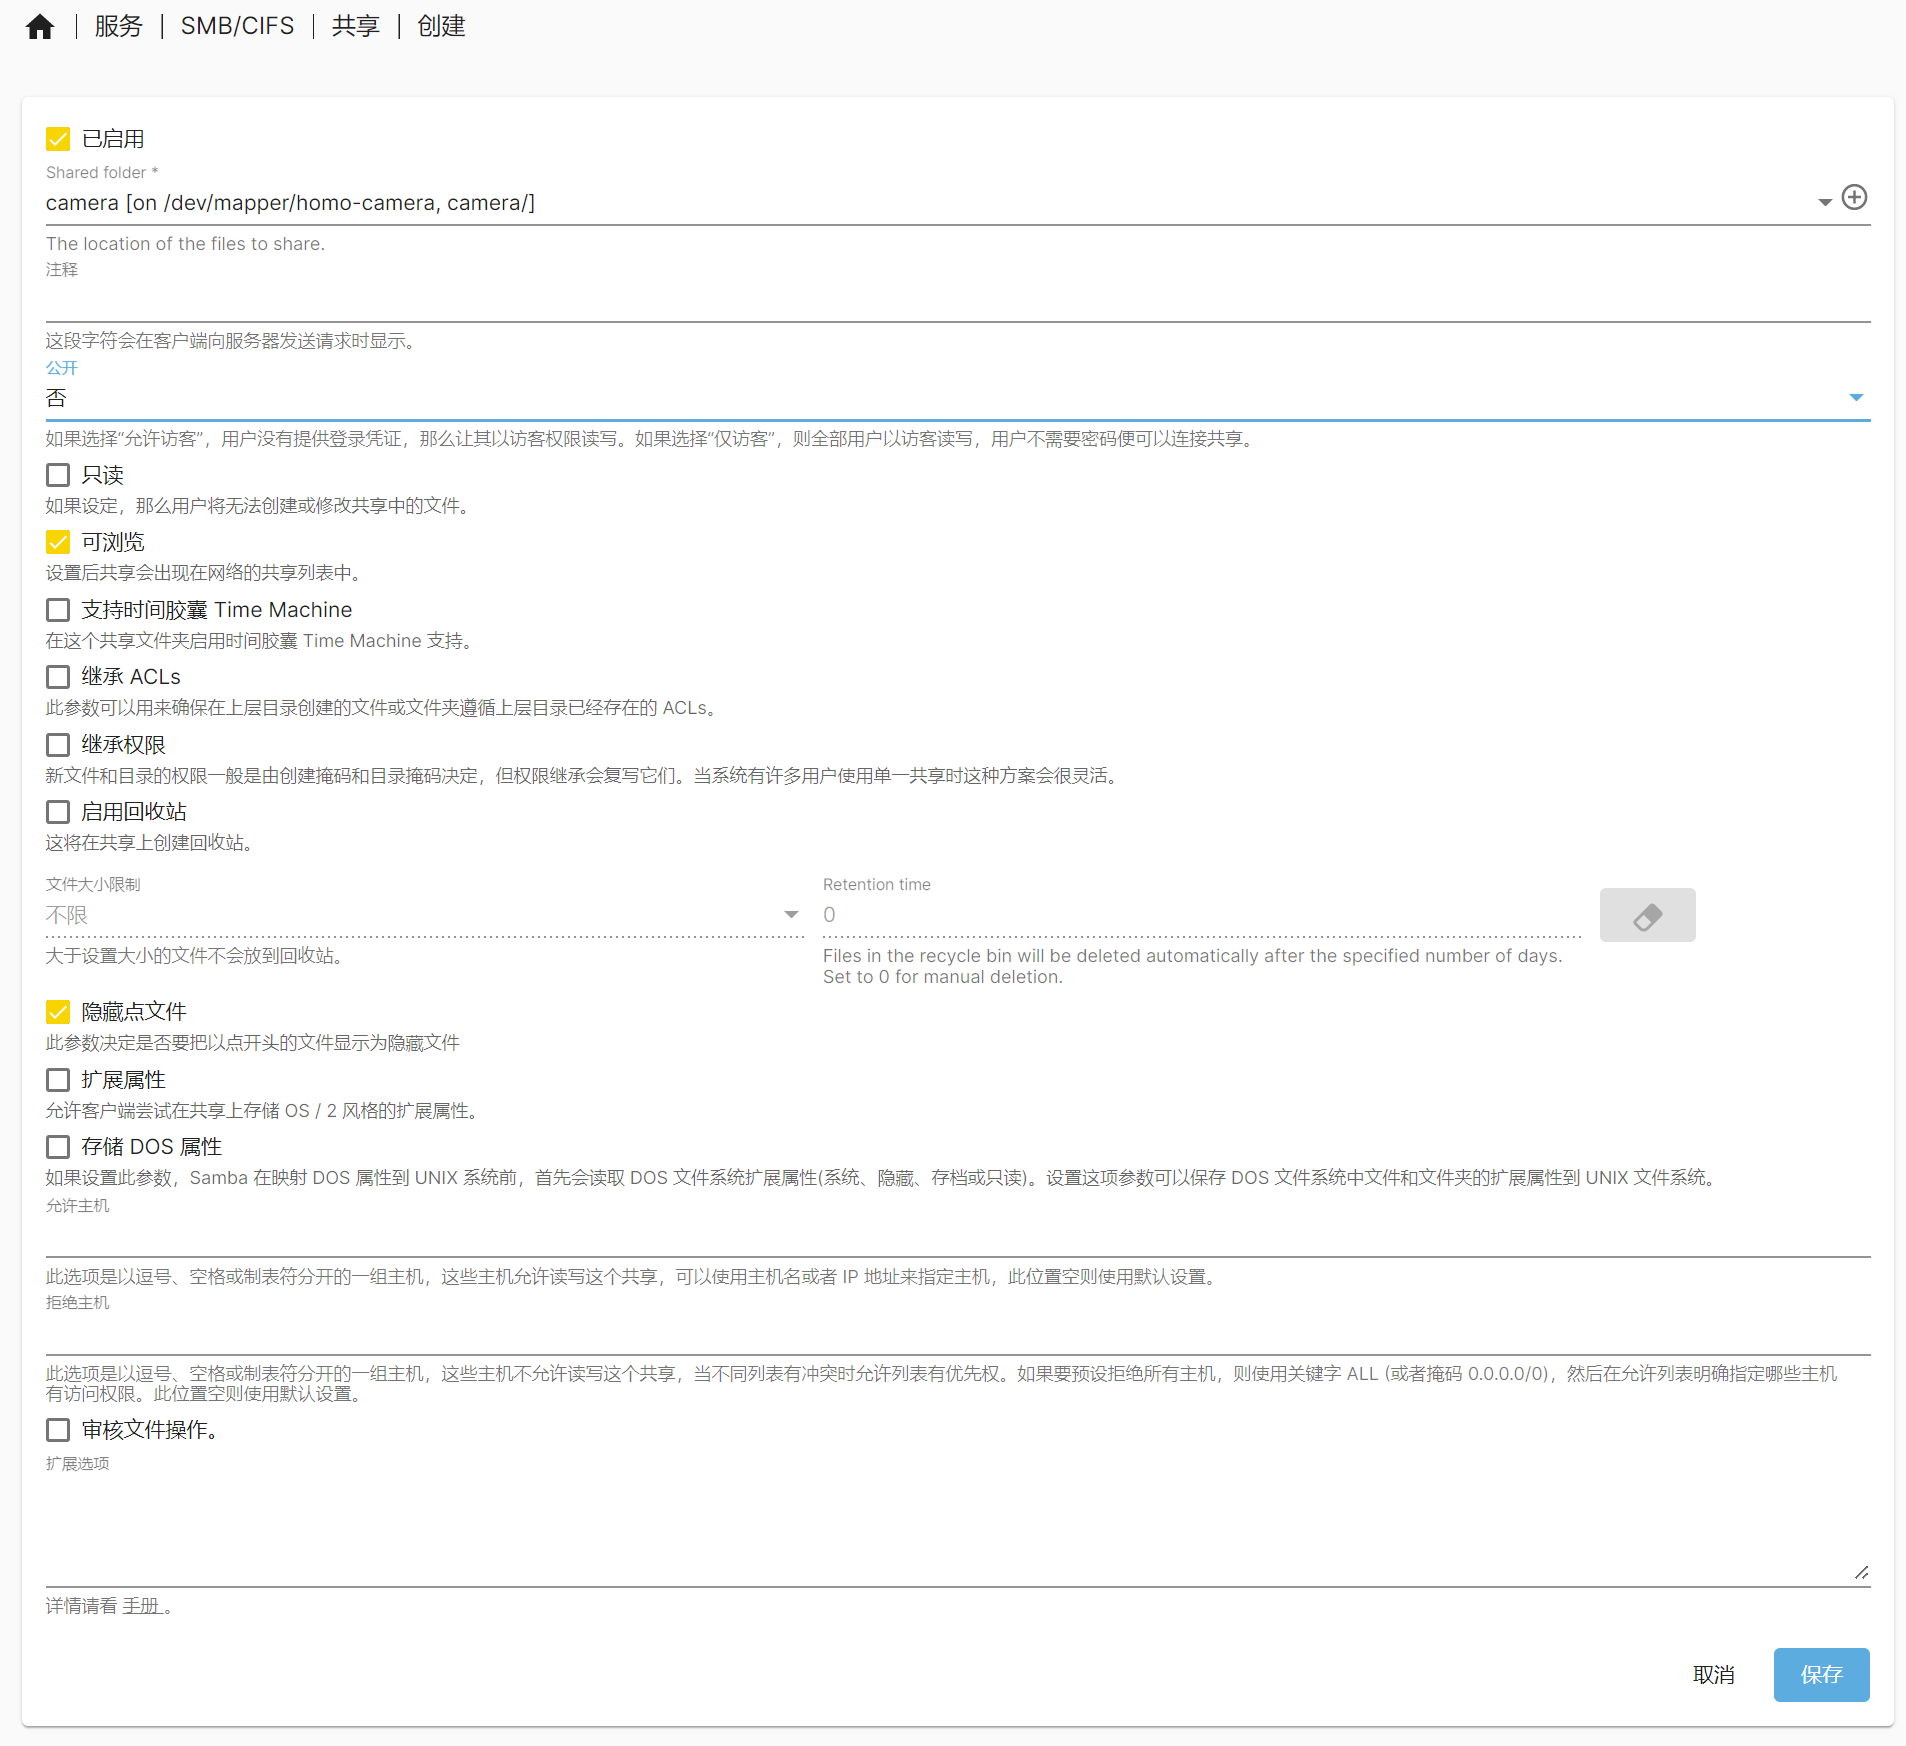 服务 | SMB/CIFS | 共享 | 创建
已启用
Shared folder *
camera [on /dev/mapper/homo-camera, camera/]
The location of the files to share.
注释
这段字符会在客户端向服务器发送请求时显示。
公开
否
如果选择“允许访客”，用户没有提供登录凭证，那么让其以访客权限读写。如果选择“仅访客”，则全部用户以访客读写，用户不需要密码便可以连接共享。
只读
如果设定，那么用户将无法创建或修改共享中的文件。
可浏览
设置后共享会出现在网络的共享列表中。
支持时间胶囊 Time Machine
在这个共享文件夹启用时间胶囊 Time Machine 支持。
继承 ACLs
此参数可以用来确保在上层目录创建的文件或文件夹遵循上层目录已经存在的 ACLs。
继承权限
新文件和目录的权限一般是由创建掩码和目录掩码决定，但权限继承会复写它们。当系统有许多用户使用单一共享时这种方案会很灵活。
启用回收站
这将在共享上创建回收站。
文件大小限制
不限
大于设置大小的文件不会放到回收站。
Retention time
0
Files in the recycle bin will be deleted automatically after the specified number of days.
Set to 0 for manual deletion.
隐藏点文件
此参数决定是否要把以点开头的文件显示为隐藏文件
扩展属性
允许客户端尝试在共享上存储 OS / 2 风格的扩展属性。
存储 DOS 属性
如果设置此参数，Samba 在映射 DOS 属性到 UNIX 系统前，首先会读取 DOS 文件系统扩展属性(系统、隐藏、存档或只读)。设置这项参数可以保存 DOS 文件系统中文件和文件夹的扩展属性到 UNIX 文件系统。
允许主机
此选项是以逗号、空格或制表符分开的一组主机，这些主机允许读写这个共享，可以使用主机名或者 IP 地址来指定主机，此位置空则使用默认设置。
拒绝主机
此选项是以逗号、空格或制表符分开的一组主机，这些主机不允许读写这个共享，当不同列表有冲突时允许列表有优先权。如果要预设拒绝所有主机，则使用关键字 ALL (或者掩码 0.0.0.0/0)，然后在允许列表明确指定哪些主机
有访问权限。此位置空则使用默认设置。
审核文件操作。
扩展选项
详情请看 手册 。
取消
保存